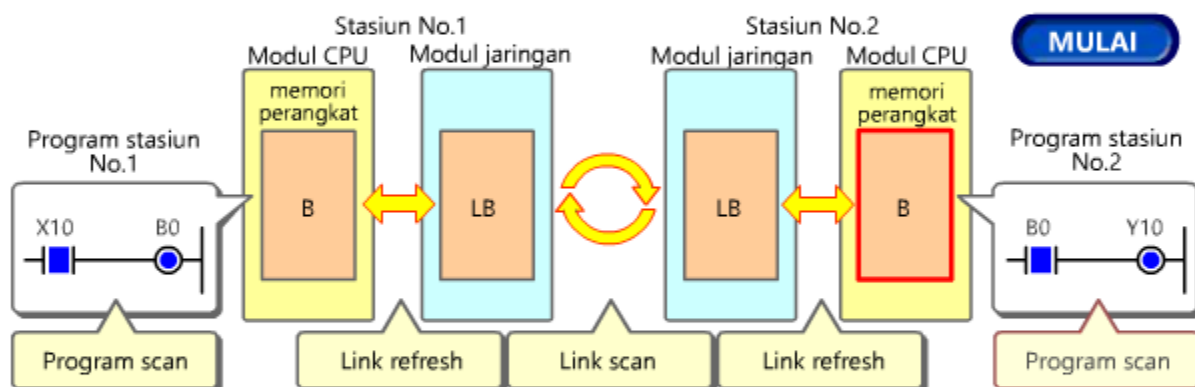 Stasiun No.1
Stasiun No.2
MULAI
Modul CPU
Modul jaringan
Modul jaringan
Modul CPU
memori
perangkat
memori
perangkat
Program stasiun
No.1
Program stasiun
No.2
X10
B0
B
LB
LB
B
B0
Y10
Program scan
Link refresh
Link scan
Link refresh
Program scan